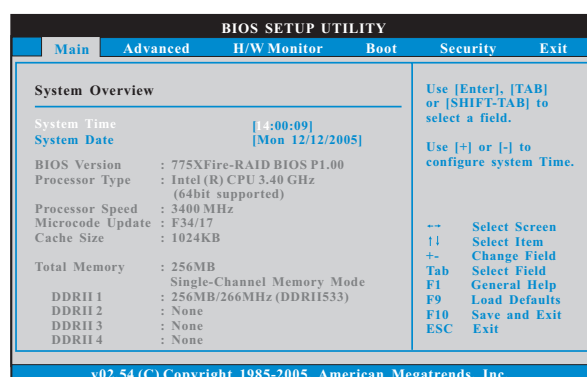 BIOS SETUP UTILITY
Main Advanced H/W Monitor Boot Security Exit
System Overview
System Time [14:00:09]
System Date [Mon 12/12/2005]
BIOS Version : 775XFire-RAID BIOS P1.00
Processor Type : Intel (R) CPU 3.40 GHz
(64bit supported)
Processor Speed : 3400 MHz
Microcode Update : F34/17
Cache Size : 1024KB
Total Memory : 256MB
Single-Channel Memory Mode
DDRII 1 : 256MB/266MHz (DDRII533)
DDRII 2 : None
DDRII 3 : None
DDRII 4 : None
Use [Enter], [TAB]
or [SHIFT-TAB] to
select a field.
Use [+] or [-] to
configure system Time.
↔ Select Screen
↑↓ Select Item
+- Change Field
Tab Select Field
F1 General Help
F9 Load Defaults
F10 Save and Exit
ESC Exit
v02.54 (C) Copyright 1985-2005, American Megatrends, Inc.